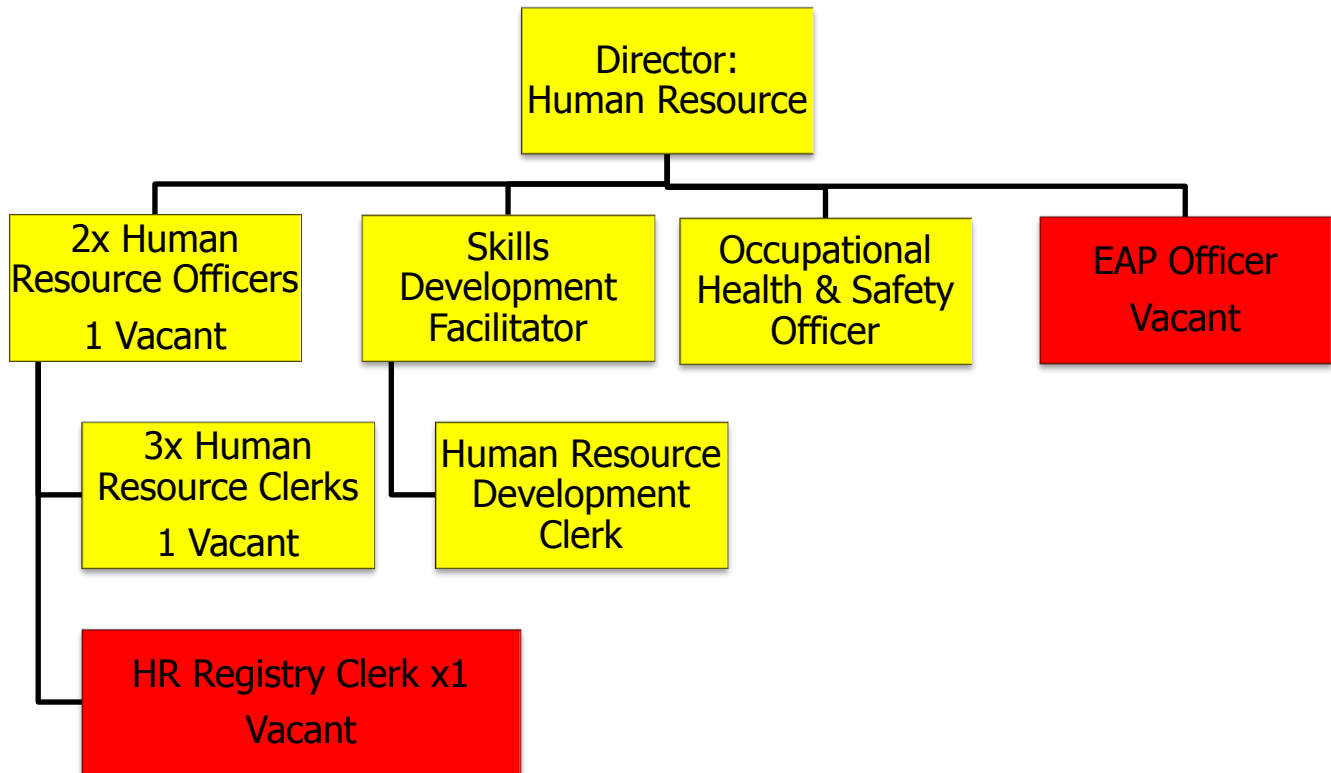 Director:
Human Resource
2x Human
Resource Officers
1 Vacant
Skills
Development
Facilitator
Occupational
Health & Safety
Officer
EAP Officer
Vacant
3x Human
Resource Clerks
1 Vacant
Human Resource
Development
Clerk
HR Registry Clerk x1
Vacant